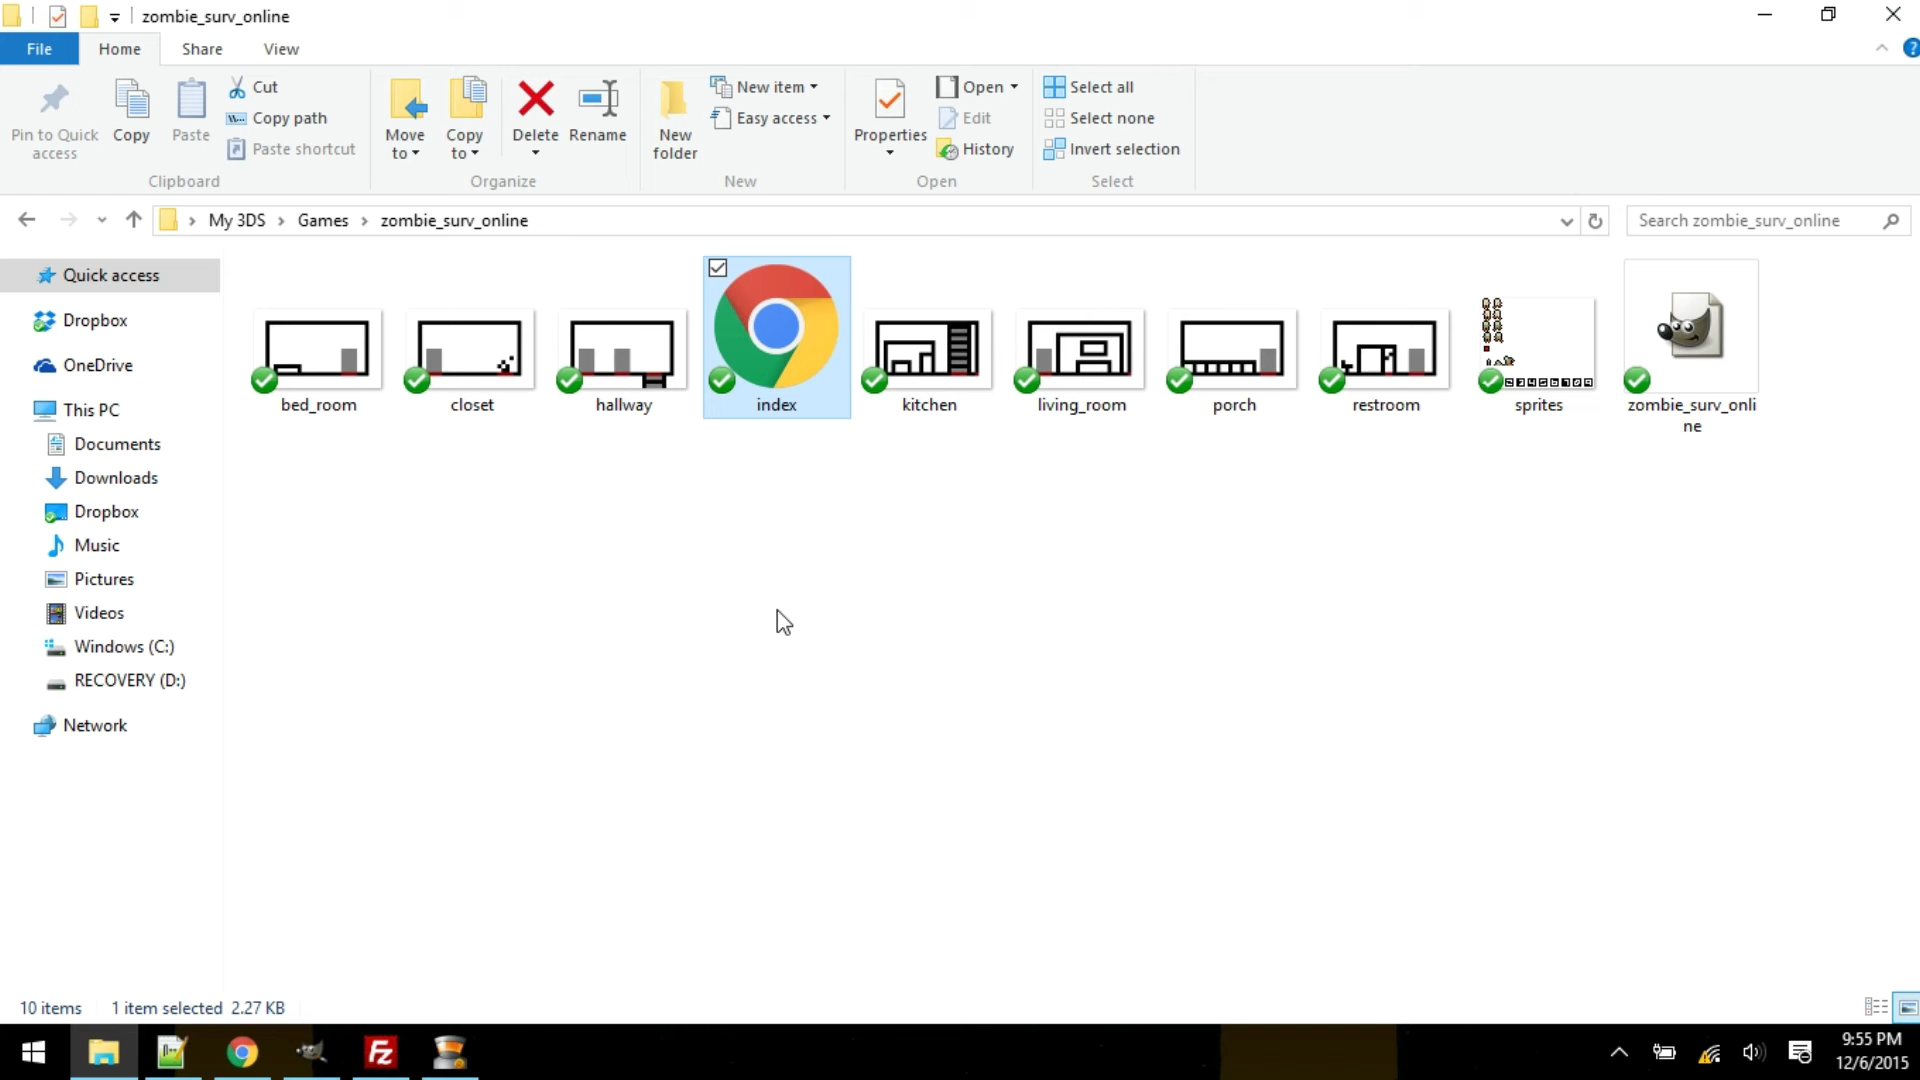 zombie_surv_online
File Home Share View
Pin to Quick access
Copy
Paste
Cut
Copy path
Paste shortcut
Clipboard
Move to
Copy to
Delete
Rename
Organize
New folder
New item
Easy access
New
Properties
Open
Edit
History
Open
Select all
Select none
Invert selection
Select
My 3DS Games zombie_surv_online
Search zombie_surv_online
Quick access
Dropbox
OneDrive
This PC
Documents
Downloads
Dropbox
Music
Pictures
Videos
Windows (C:)
RECOVERY (D:)
Network
bed_room
closet
hallway
index
kitchen
living_room
porch
restroom
sprites
zombie_surv_onli
ne
10 items 1 item selected 2.27 KB
9:55 PM
12/6/2015